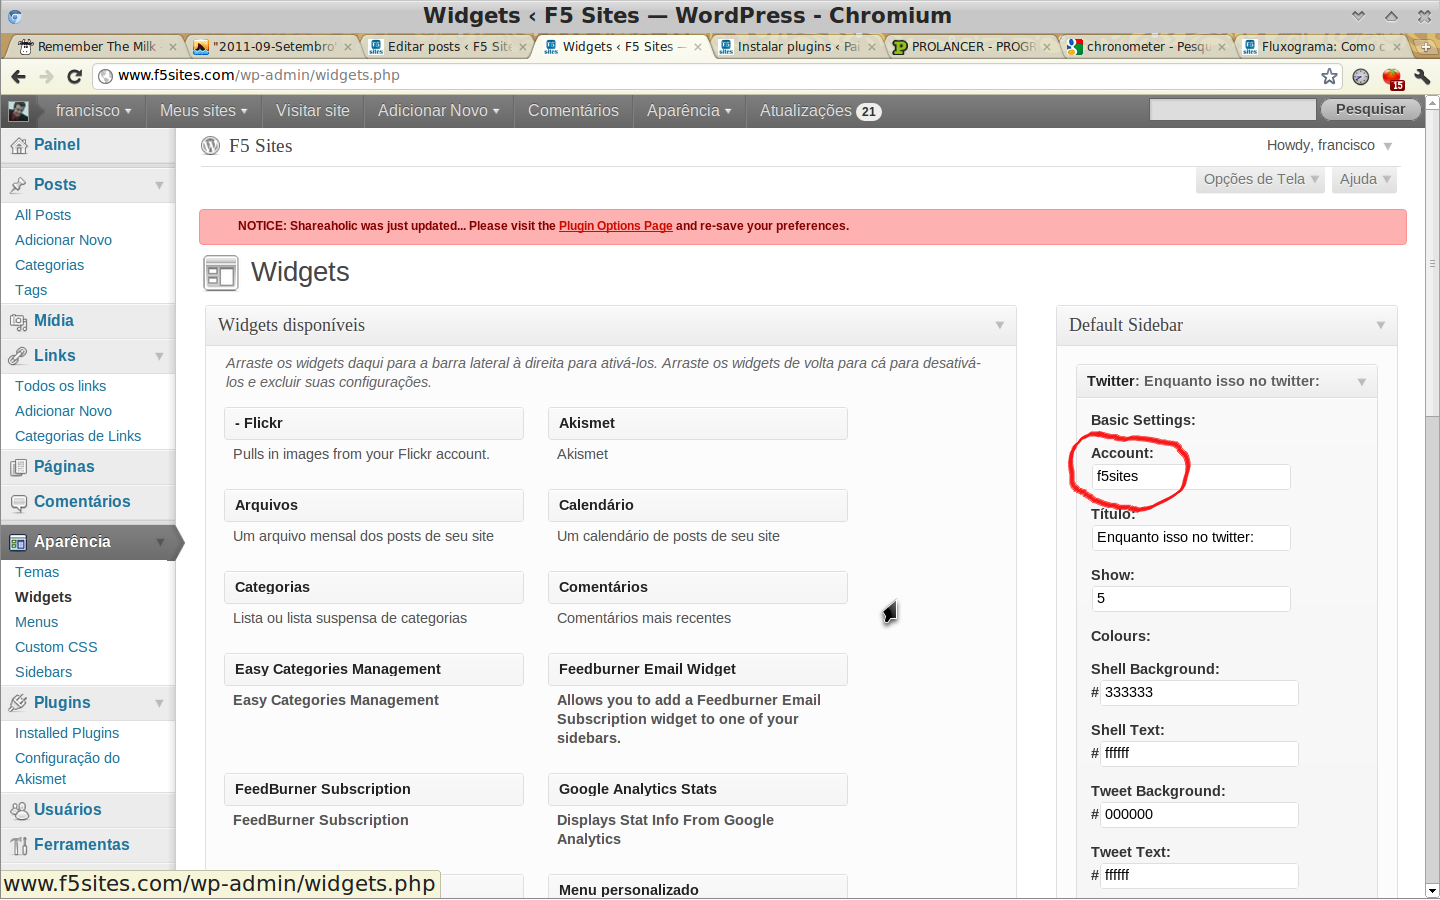 Widgets ‹ F5 Sites — WordPress - Chromium
Remember The Milk
"2011-09-Setembro"
Editar posts ‹ F5 Site
Widgets ‹ F5 Sites —
Instalar plugins ‹ Pai
PROLANCER - PROGR
chronometer - Pesqu
Fluxograma: Como c
www.f5sites.com/wp-admin/widgets.php
15
francisco
Meus sites
Visitar site
Adicionar Novo
Comentários
Aparência
Atualizações 21
Pesquisar
Painel
Posts
All Posts
Adicionar Novo
Categorias
Tags
Mídia
Links
Todos os links
Adicionar Novo
Categorias de Links
Páginas
Comentários
Aparência
Temas
Widgets
Menus
Custom CSS
Sidebars
Plugins
Installed Plugins
Configuração do
Akismet
Usuários
Ferramentas
www.f5sites.com/wp-admin/widgets.php
F5 Sites
Howdy, francisco
Opções de Tela
Ajuda
NOTICE: Shareaholic was just updated... Please visit the Plugin Options Page and re-save your preferences.
Widgets
Widgets disponíveis
Arraste os widgets daqui para a barra lateral à direita para ativá-los. Arraste os widgets de volta para cá para desativá-
los e excluir suas configurações.
- Flickr
Pulls in images from your Flickr account.
Akismet
Akismet
Arquivos
Um arquivo mensal dos posts de seu site
Calendário
Um calendário de posts de seu site
Categorias
Lista ou lista suspensa de categorias
Comentários
Comentários mais recentes
Easy Categories Management
Easy Categories Management
Feedburner Email Widget
Allows you to add a Feedburner Email
Subscription widget to one of your
sidebars.
FeedBurner Subscription
FeedBurner Subscription
Google Analytics Stats
Displays Stat Info From Google
Analytics
Menu personalizado
Default Sidebar
Twitter: Enquanto isso no twitter:
Basic Settings:
Account:
f5sites
Título:
Enquanto isso no twitter:
Show:
5
Colours:
Shell Background:
# 333333
Shell Text:
# ffffff
Tweet Background:
# 000000
Tweet Text:
# ffffff